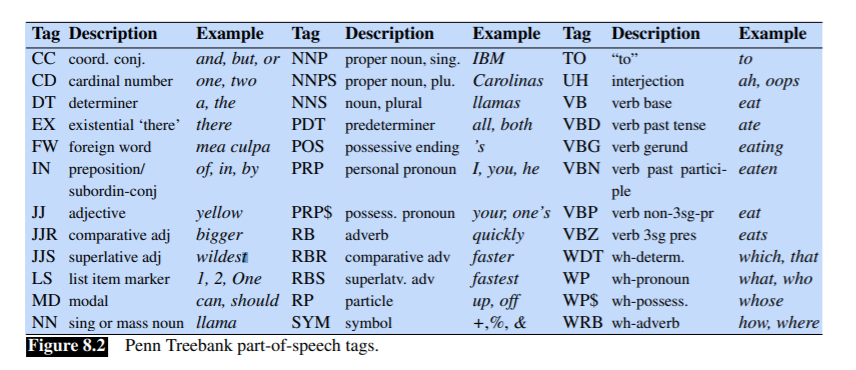 Tag Description Example Tag Description Example Tag Description Example
CC coord. conj. and, but, or NNP proper noun, sing. IBM TO “to” to
CD cardinal number one, two NNPS proper noun, plu. Carolinas UH interjection ah, oops
DT determiner a, the NNS noun, plural llamas VB verb base eat
EX existential ‘there’ there PDT predeterminer all, both VBD verb past tense ate
FW foreign word mea culpa POS possessive ending ’s VBG verb gerund eating
IN preposition/ of, in, by PRP personal pronoun I, you, he VBN verb past partici- eaten
subordin-conj ple
JJ adjective yellow PRP$ possess. pronoun your, one’s VBP verb non-3sg-pr eat
JJR comparative adj bigger RB adverb quickly VBZ verb 3sg pres eats
JJS superlative adj wildest RBR comparative adv faster WDT wh-determ. which, that
LS list item marker 1, 2, One RBS superlatv. adv fastest WP wh-pronoun what, who
MD modal can, should RP particle up, off WP$ wh-possess. whose
NN sing or mass noun llama SYM symbol +,%, & WRB wh-adverb how, where
Figure 8.2 Penn Treebank part-of-speech tags.